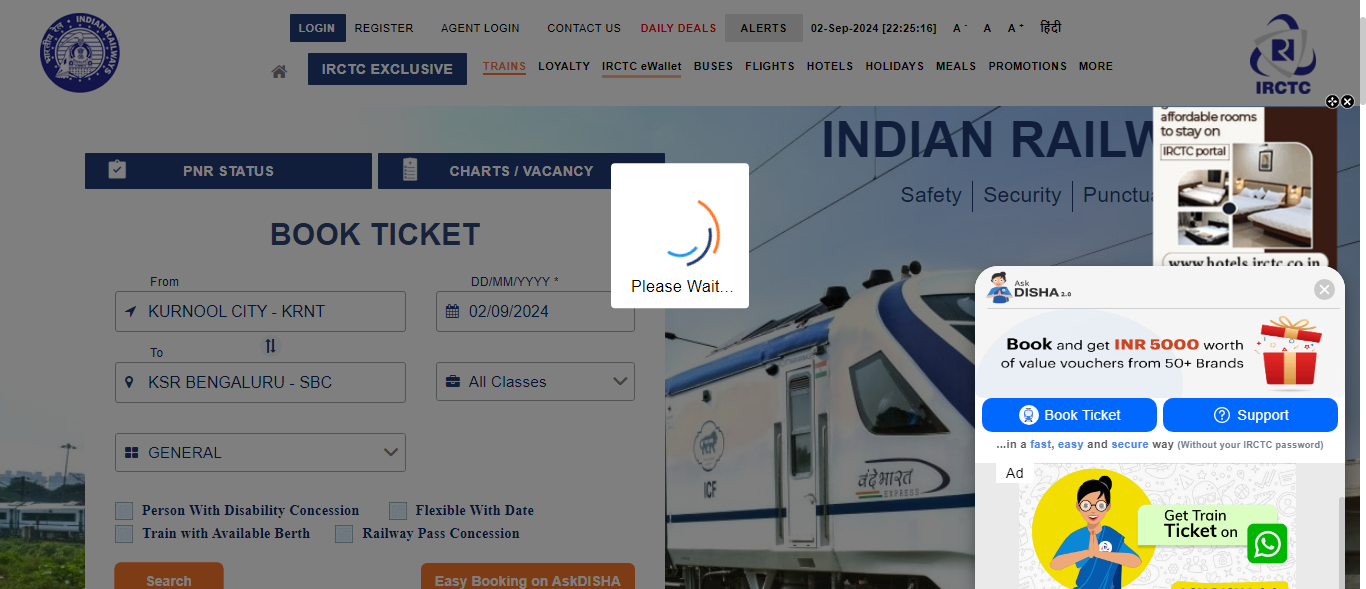 LOGIN REGISTER AGENT LOGIN CONTACT US DAILY DEALS ALERTS 02-Sep-2024 [22:25:16] A- A A+ हिंदी
INDIAN RAILWAYS
भारतीय रेल
IRCTC EXCLUSIVE TRAINS LOYALTY IRCTC eWallet BUSES FLIGHTS HOTELS HOLIDAYS MEALS PROMOTIONS MORE
IRCTC
PNR STATUS
CHARTS / VACANCY
BOOK TICKET
From
KURNOOL CITY - KRNT
DD/MM/YYYY *
02/09/2024
To
KSR BENGALURU - SBC
All Classes
GENERAL
Person With Disability Concession
Flexible With Date
Train with Available Berth
Railway Pass Concession
Search
Easy Booking on AskDISHA
Please Wait...
INDIAN RAILW
Safety | Security | Punctua
ICF
वंदे भारत
EXPRESS
affordable rooms
to stay on
IRCTC portal
www.hotels.irctc.co.in
Ask
DISHA 2.0
Book and get INR 5000 worth
of value vouchers from 50+ Brands
Book Ticket
Support
...in a fast, easy and secure way (Without your IRCTC password)
Ad
Get Train
Ticket on